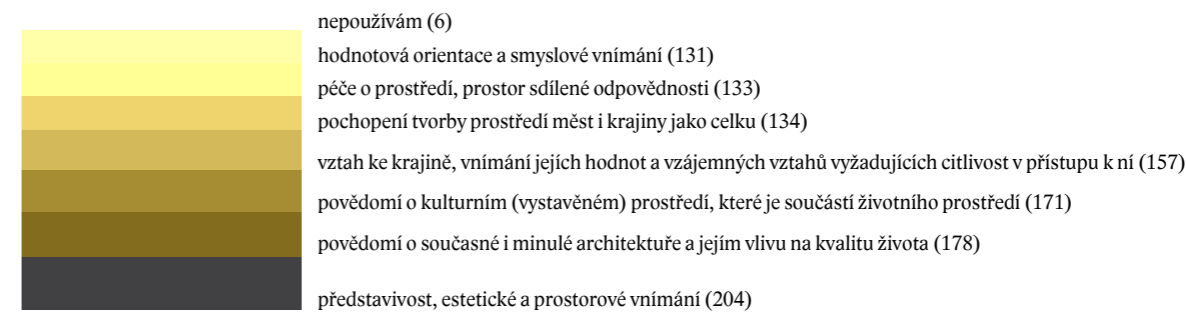 nepoužívám (6)
hodnotová orientace a smyslové vnímání (131)
péče o prostředí, prostor sdílené odpovědnosti (133)
pochopení tvorby prostředí měst i krajiny jako celku (134)
vztah ke krajině, vnímání jejích hodnot a vzájemných vztahů vyžadujících citlivost v přístupu k ní (157)
povědomí o kulturním (vystavěném) prostředí, které je součástí životního prostředí (171)
povědomí o současné i minulé architektuře a jejím vlivu na kvalitu života (178)
představivost, estetické a prostorové vnímání (204)